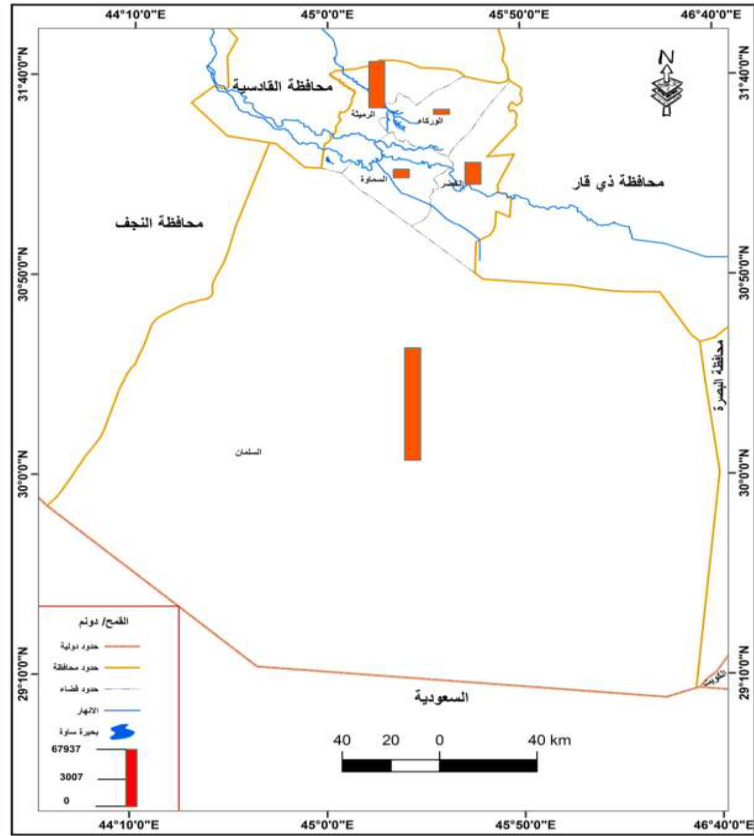 44°10'0"E 45°0'0"E 45°50'0"E 46°40'0"E
31°40'0"N
31°40'0"N
N
محافظة القادسية
الرميثة
الوركاء
السماوة
الخضر
محافظة ذي قار
محافظة النجف
30°50'0"N
30°50'0"N
محافظة البصرة
السلمان
30°0'0"N
30°0'0"N
القمح/ دونم
حدود دولية
حدود محافظة
حدود قضاء
الانهار
بحيرة ساوة
67937
3007
0
29°10'0"N
29°10'0"N
الكويت
السعودية
40 20 0 40 km
44°10'0"E 45°0'0"E 45°50'0"E 46°40'0"E